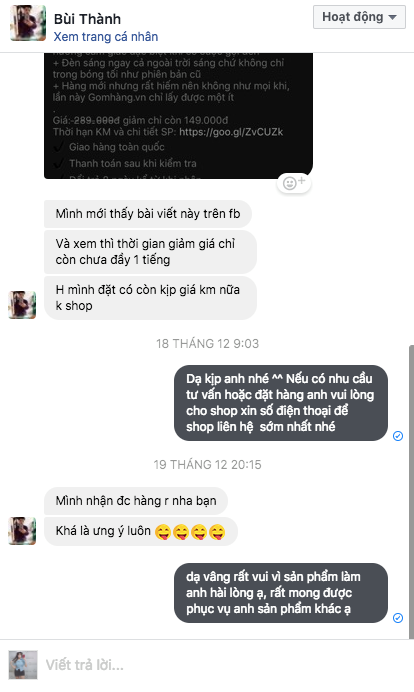 Bùi Thành
Xem trang cá nhân
Hoạt động
+ Đèn sáng ngay cả ngoài trời sáng chứ không chỉ
trong bóng tối như phiên bản cũ
+ Hàng mới nhưng rất hiếm nên không như mọi khi,
lần này Gomhàng.vn chỉ lấy được một ít
.
Giá: 289.000đ giảm chỉ còn 149.000đ
Thời hạn KM và chi tiết SP: https://goo.gl/ZvCUZk
✓ Giao hàng toàn quốc
✓ Thanh toán sau khi kiểm tra
Mình mới thấy bài viết này trên fb
Và xem thì thời gian giảm giá chỉ
còn chưa đầy 1 tiếng
H mình đặt có còn kịp giá km nữa
k shop
18 THÁNG 12 9:03
Dạ kịp anh nhé ^^ Nếu có nhu cầu
tư vấn hoặc đặt hàng anh vui lòng
cho shop xin số điện thoại để
shop liên hệ sớm nhất nhé
19 THÁNG 12 20:15
Mình nhận đc hàng r nha bạn
Khá là ưng ý luôn 😋😋😋😋
dạ vâng rất vui vì sản phẩm làm
anh hài lòng ạ, rất mong được
phục vụ anh sản phẩm khác ạ
Viết trả lời...